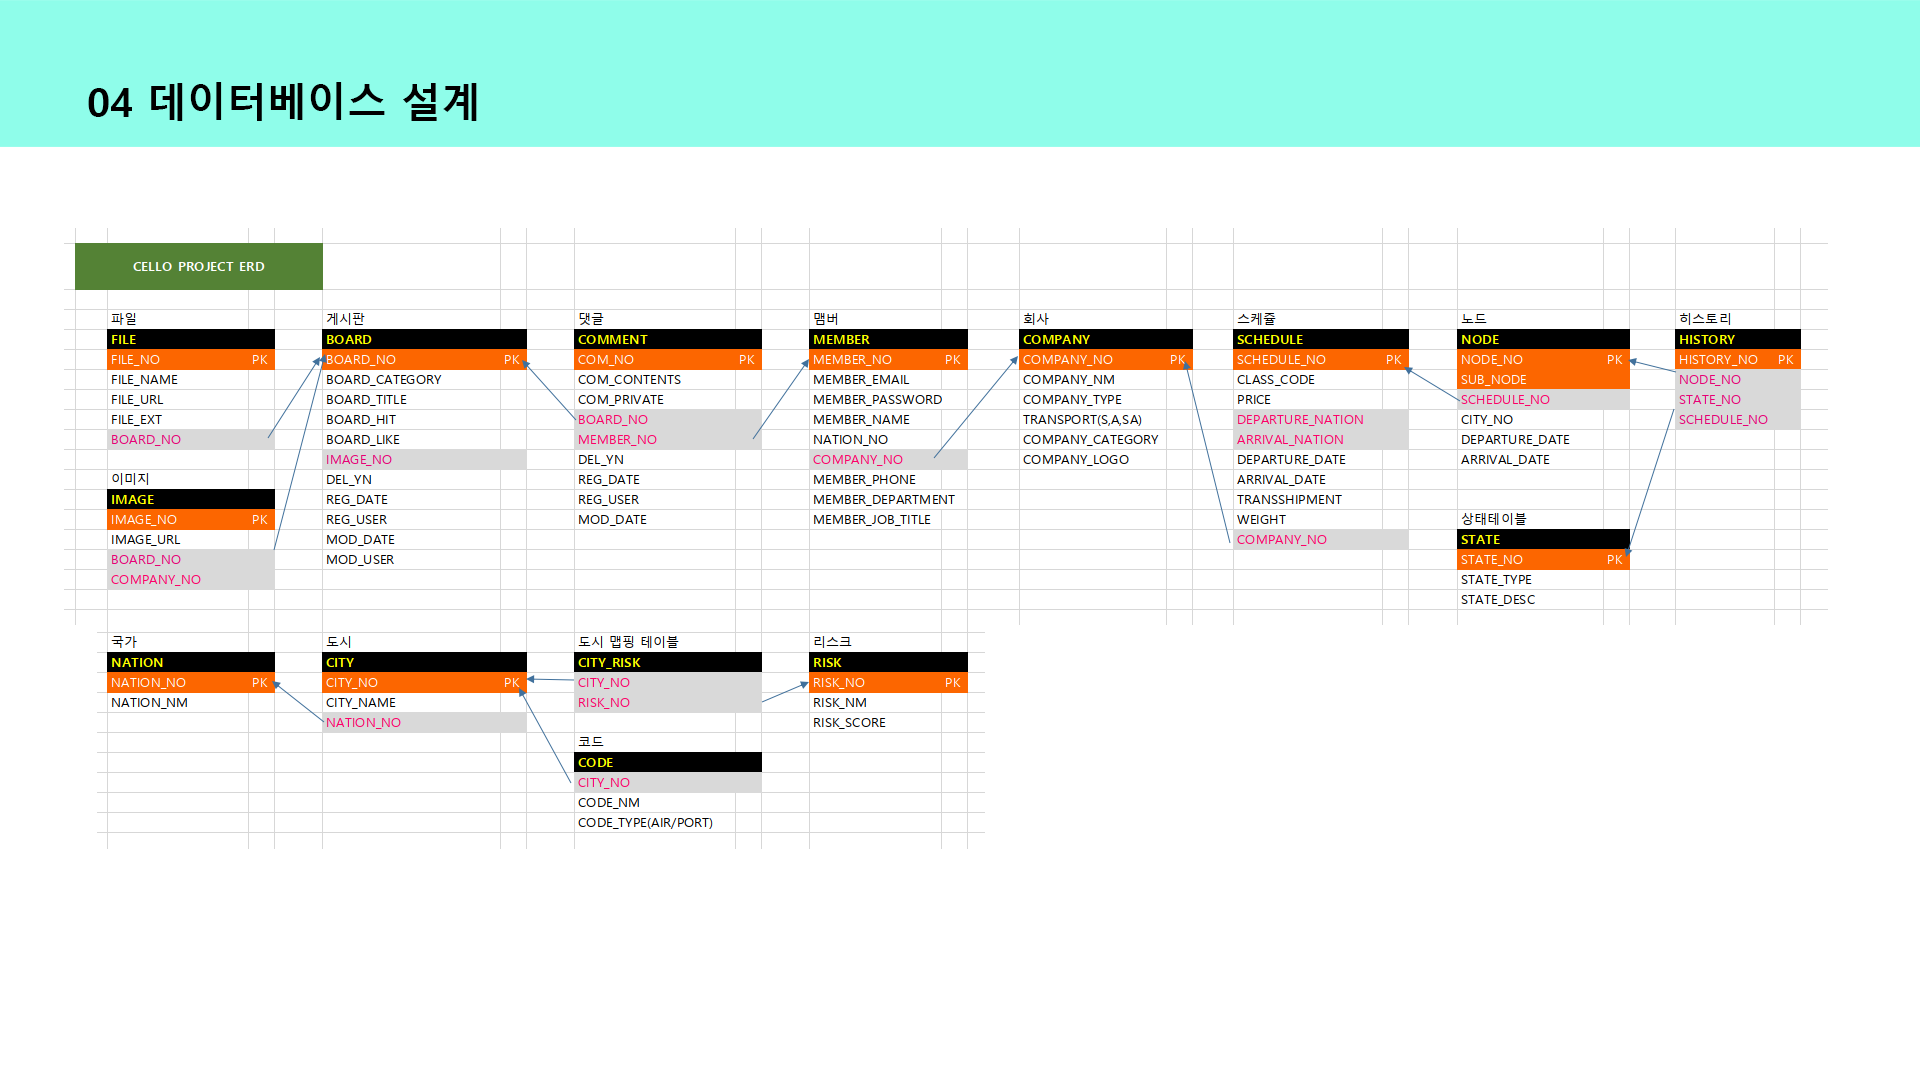 04 데이터베이스 설계
CELLO PROJECT ERD
파일
FILE
FILE_NO PK
FILE_NAME
FILE_URL
FILE_EXT
BOARD_NO
이미지
IMAGE
IMAGE_NO PK
IMAGE_URL
BOARD_NO
COMPANY_NO
게시판
BOARD
BOARD_NO PK
BOARD_CATEGORY
BOARD_TITLE
BOARD_HIT
BOARD_LIKE
IMAGE_NO
DEL_YN
REG_DATE
REG_USER
MOD_DATE
MOD_USER
댓글
COMMENT
COM_NO PK
COM_CONTENTS
COM_PRIVATE
BOARD_NO
MEMBER_NO
DEL_YN
REG_DATE
REG_USER
MOD_DATE
맴버
MEMBER
MEMBER_NO PK
MEMBER_EMAIL
MEMBER_PASSWORD
MEMBER_NAME
NATION_NO
COMPANY_NO
MEMBER_PHONE
MEMBER_DEPARTMENT
MEMBER_JOB_TITLE
회사
COMPANY
COMPANY_NO PK
COMPANY_NM
COMPANY_TYPE
TRANSPORT(S,A,SA)
COMPANY_CATEGORY
COMPANY_LOGO
스케쥴
SCHEDULE
SCHEDULE_NO PK
CLASS_CODE
PRICE
DEPARTURE_NATION
ARRIVAL_NATION
DEPARTURE_DATE
ARRIVAL_DATE
TRANSSHIPMENT
WEIGHT
COMPANY_NO
노드
NODE
NODE_NO PK
SUB_NODE
SCHEDULE_NO
CITY_NO
DEPARTURE_DATE
ARRIVAL_DATE
상태테이블
STATE
STATE_NO PK
STATE_TYPE
STATE_DESC
히스토리
HISTORY
HISTORY_NO PK
NODE_NO
STATE_NO
SCHEDULE_NO
국가
NATION
NATION_NO PK
NATION_NM
도시
CITY
CITY_NO PK
CITY_NAME
NATION_NO
도시 맵핑 테이블
CITY_RISK
CITY_NO
RISK_NO
코드
CODE
CITY_NO
CODE_NM
CODE_TYPE(AIR/PORT)
리스크
RISK
RISK_NO PK
RISK_NM
RISK_SCORE